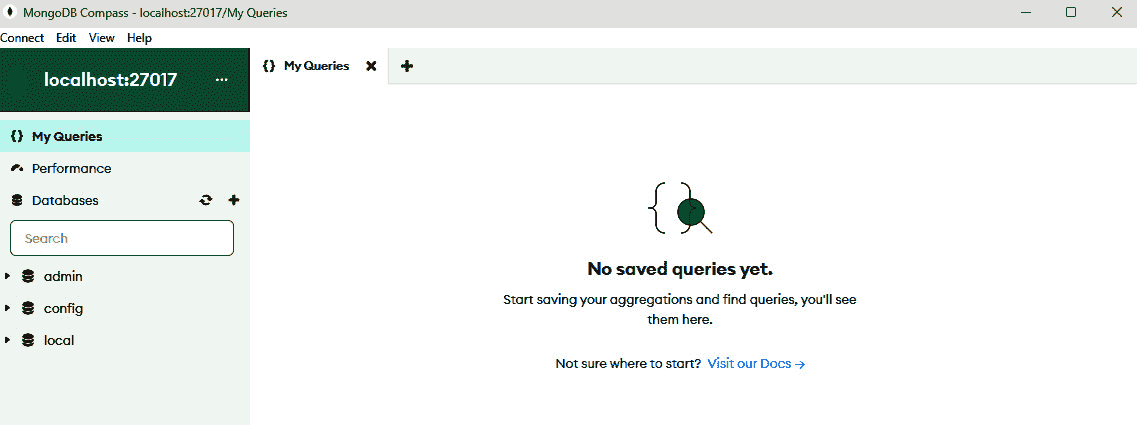 MongoDB Compass - localhost:27017/My Queries
Connect Edit View Help
localhost:27017 ...
{} My Queries
{} My Queries
Performance
Databases
Search
admin
config
local
No saved queries yet.
Start saving your aggregations and find queries, you'll see
them here.
Not sure where to start? Visit our Docs →